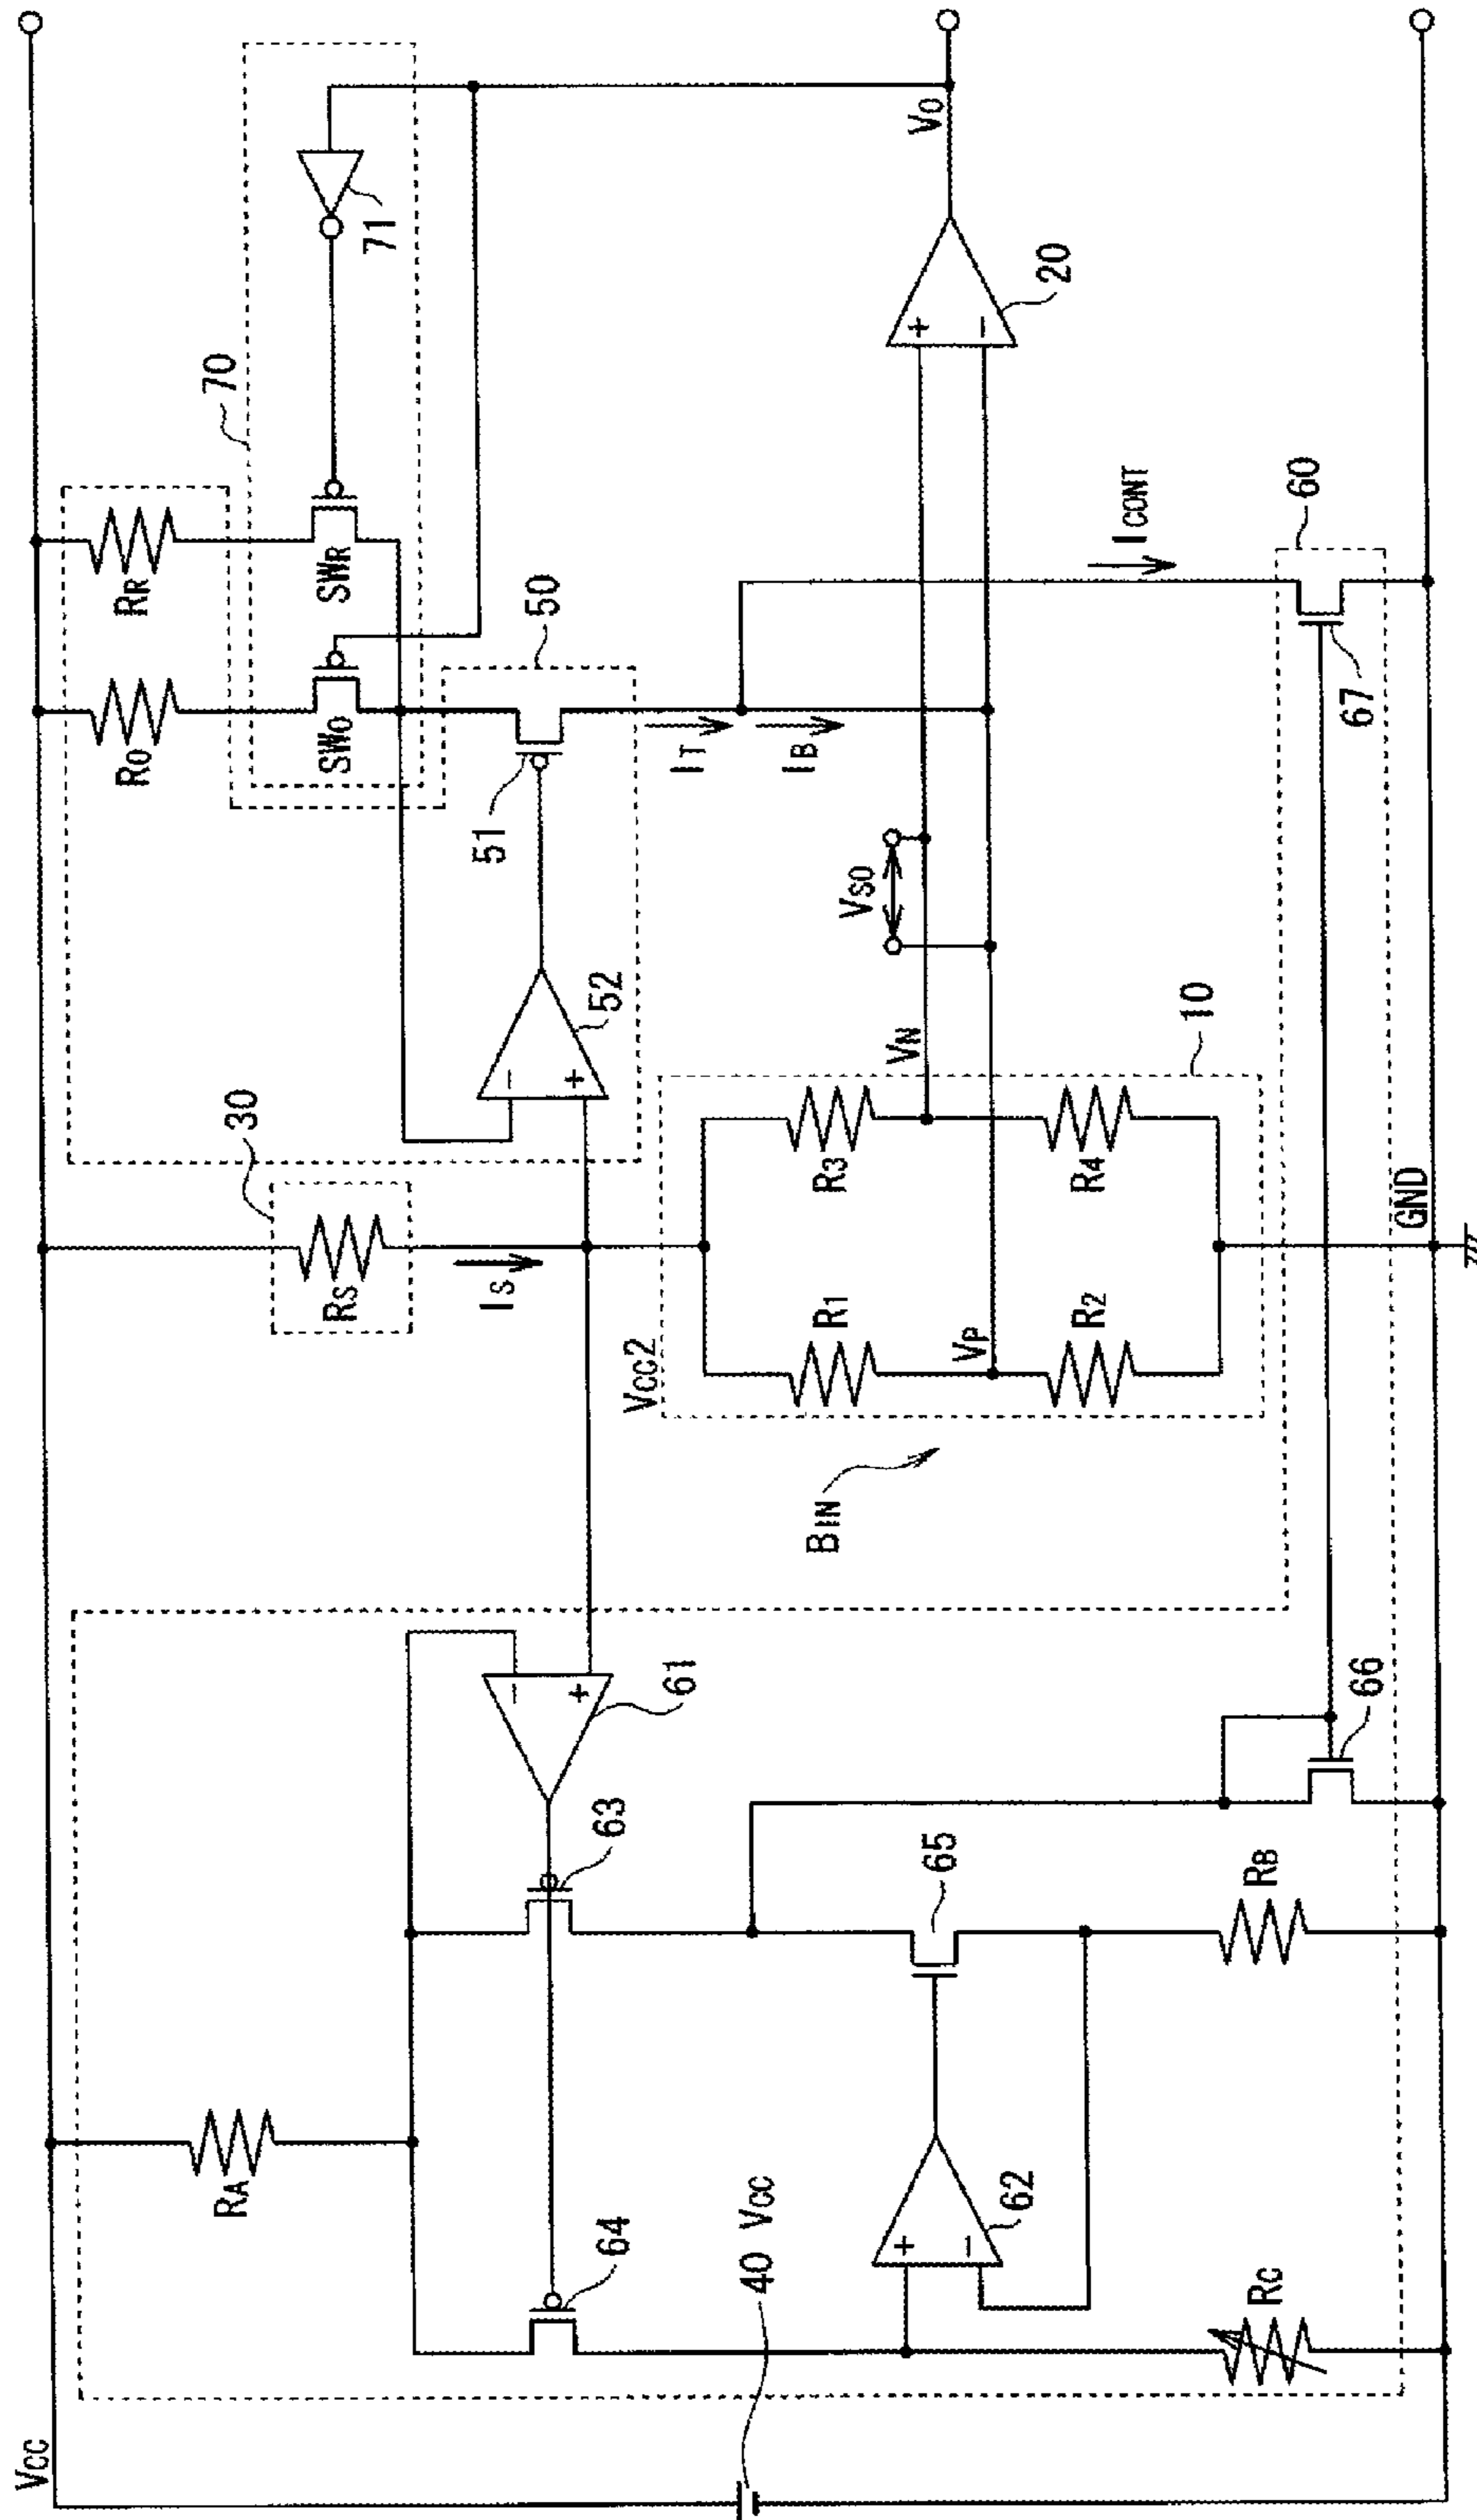 VCC
RO
RR
70
SWO
SWR
71
50
51
52
30
RS
IS
IT
IB
VO
20
ICONT
60
67
VSO
VN
10
R1
R3
VP
R2
R4
VCC2
BIN
GND
61
63
64
RA
65
66
62
RB
RC
40
VCC
+
−
+
−
+
−
+
−